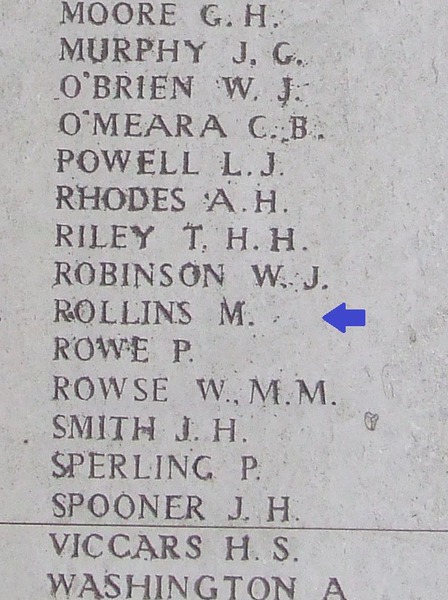 MOORE G. H.
MURPHY J. G.
O'BRIEN W. J.
O'MEARA C. B.
POWELL L. J.
RHODES A. H.
RILEY T. H. H.
ROBINSON W. J.
ROLLINS M.
ROWE P.
ROWSE W., M.M.
SMITH J. H.
SPERLING P.
SPOONER J. H.
VICCARS H. S.
WASHINGTON A